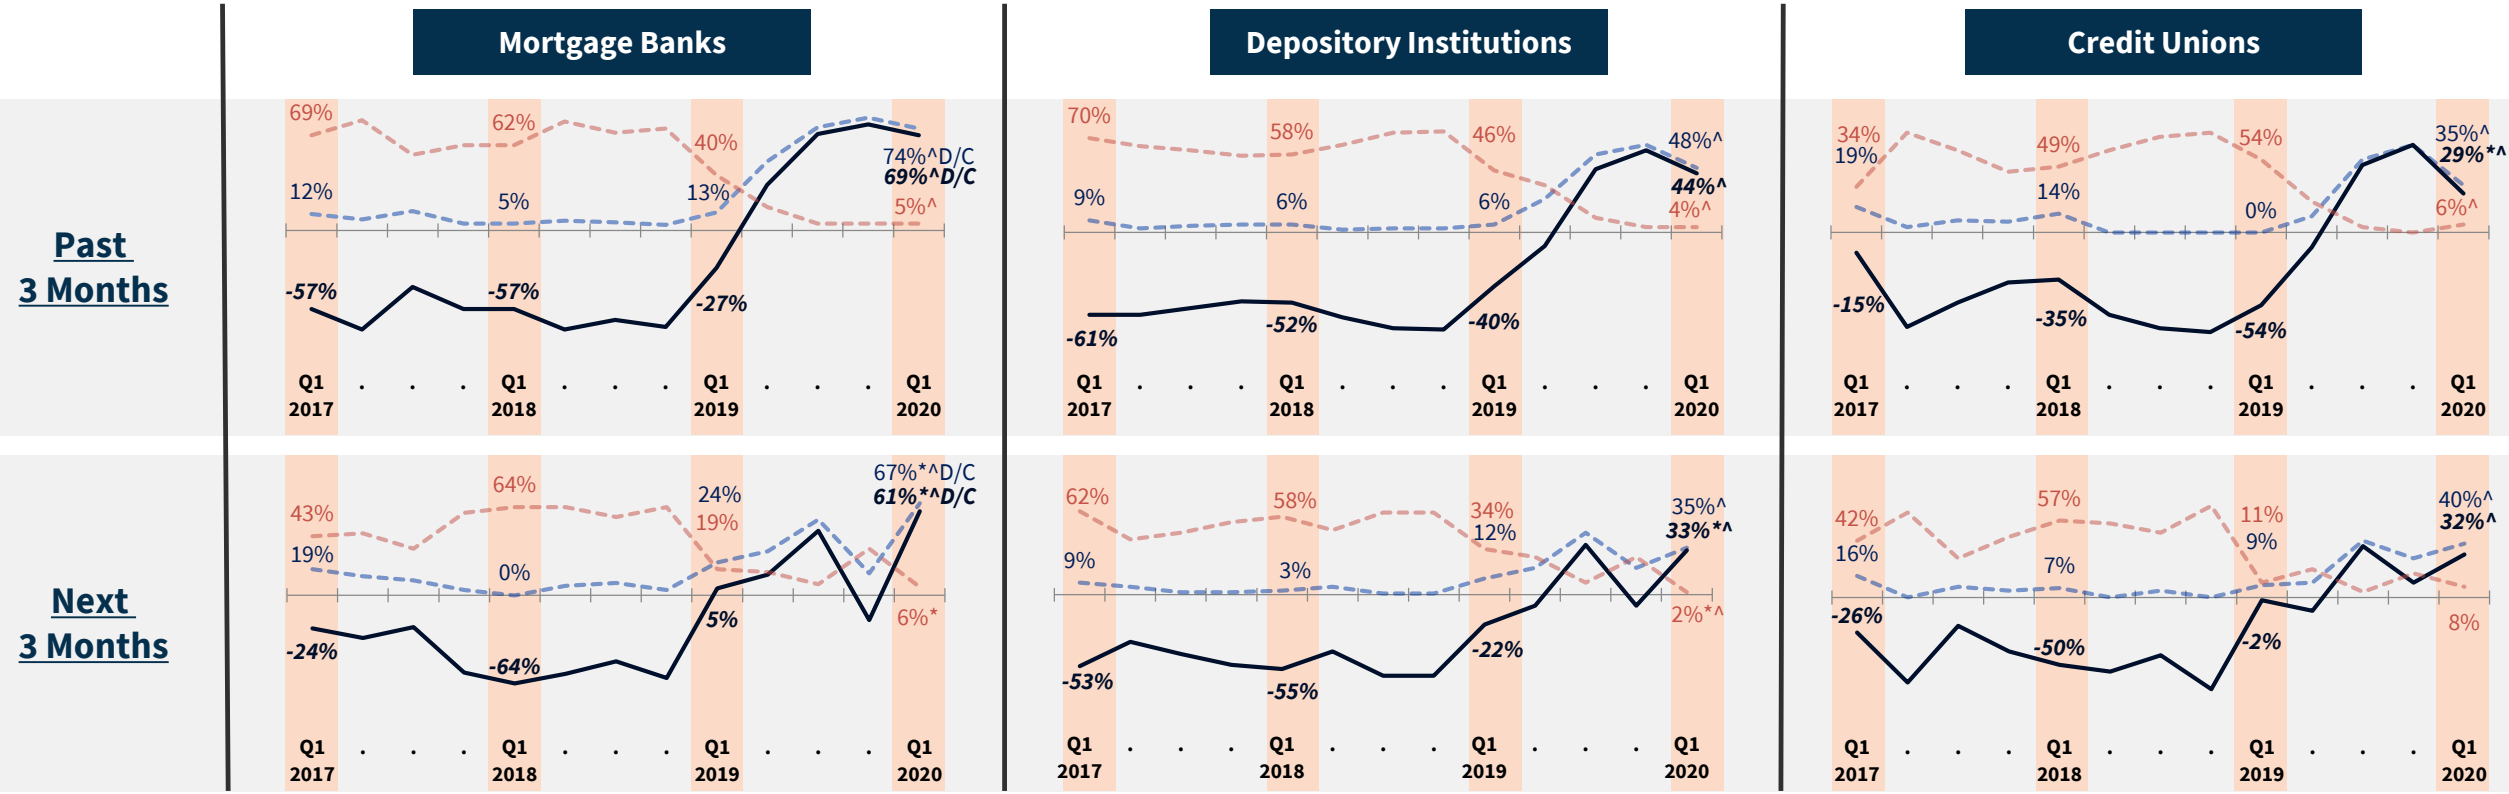 Mortgage Banks
Depository Institutions
Credit Unions
Past
3 Months
69%
62%
40%
12%
5%
13%
74%^D/C
69%^D/C
5%^
-57%
-57%
-27%
Q1 . . . Q1 . . . Q1 . . . Q1
2017 2018 2019 2020
70%
58%
46%
48%^
9%
6%
6%
44%^
4%^
-61%
-52%
-40%
Q1 . . . Q1 . . . Q1 . . . Q1
2017 2018 2019 2020
34%
19%
49%
54%
35%^
29%*^
14%
0%
6%^
-15%
-35%
-54%
Q1 . . . Q1 . . . Q1 . . . Q1
2017 2018 2019 2020
Next
3 Months
43%
64%
24%
19%
67%*^D/C
61%*^D/C
19%
0%
5%
6%*
-24%
-64%
Q1 . . . Q1 . . . Q1 . . . Q1
2017 2018 2019 2020
62%
58%
34%
12%
35%^
33%*^
9%
3%
2%*^
-53%
-55%
-22%
Q1 . . . Q1 . . . Q1 . . . Q1
2017 2018 2019 2020
42%
57%
11%
9%
40%^
32%^
16%
7%
-26%
-50%
-2%
8%
Q1 . . . Q1 . . . Q1 . . . Q1
2017 2018 2019 2020